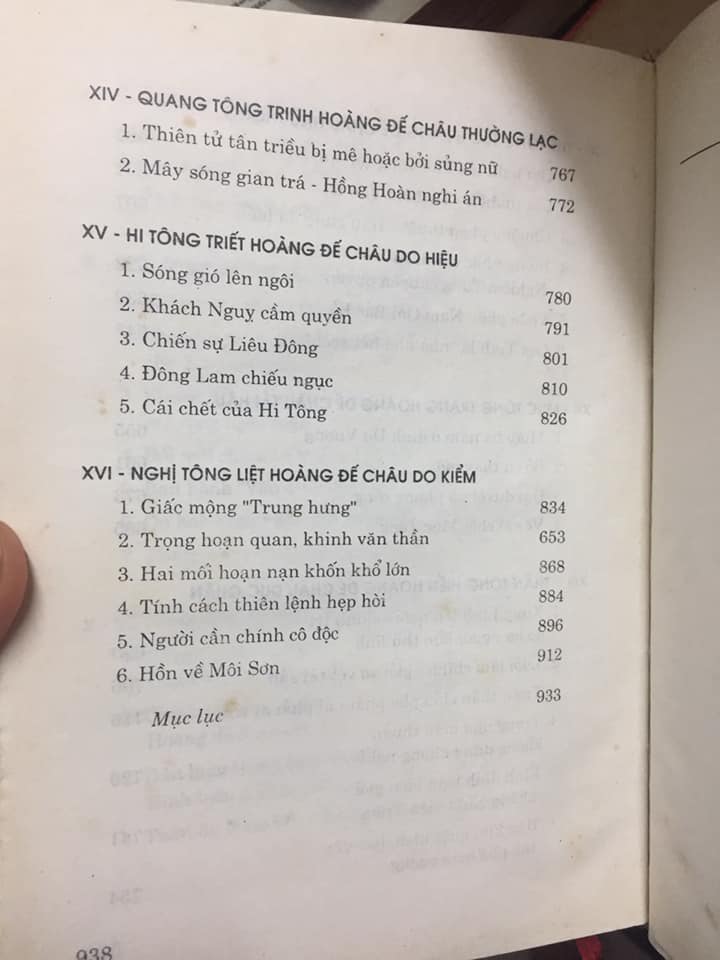 XIV - QUANG TÔNG TRINH HOÀNG ĐẾ CHÂU THƯỜNG LẠC
1. Thiên tử tân triều bị mê hoặc bởi sủng nữ 767
2. Mây sóng gian trá - Hồng Hoàn nghi án 772
XV - HI TÔNG TRIẾT HOÀNG ĐẾ CHÂU DO HIỆU
1. Sóng gió lên ngôi 780
2. Khách Nguỵ cầm quyền 791
3. Chiến sự Liêu Đông 801
4. Đông Lam chiếu ngục 810
5. Cái chết của Hi Tông 826
XVI - NGHỊ TÔNG LIỆT HOÀNG ĐẾ CHÂU DO KIỂM
1. Giấc mộng "Trung hưng" 834
2. Trọng hoạn quan, khinh văn thần 653
3. Hai mối hoạn nạn khốn khổ lớn 868
4. Tính cách thiên lệnh hẹp hòi 884
5. Người cần chính cô độc 896
6. Hồn về Môi Sơn 912
Mục lục 933
938